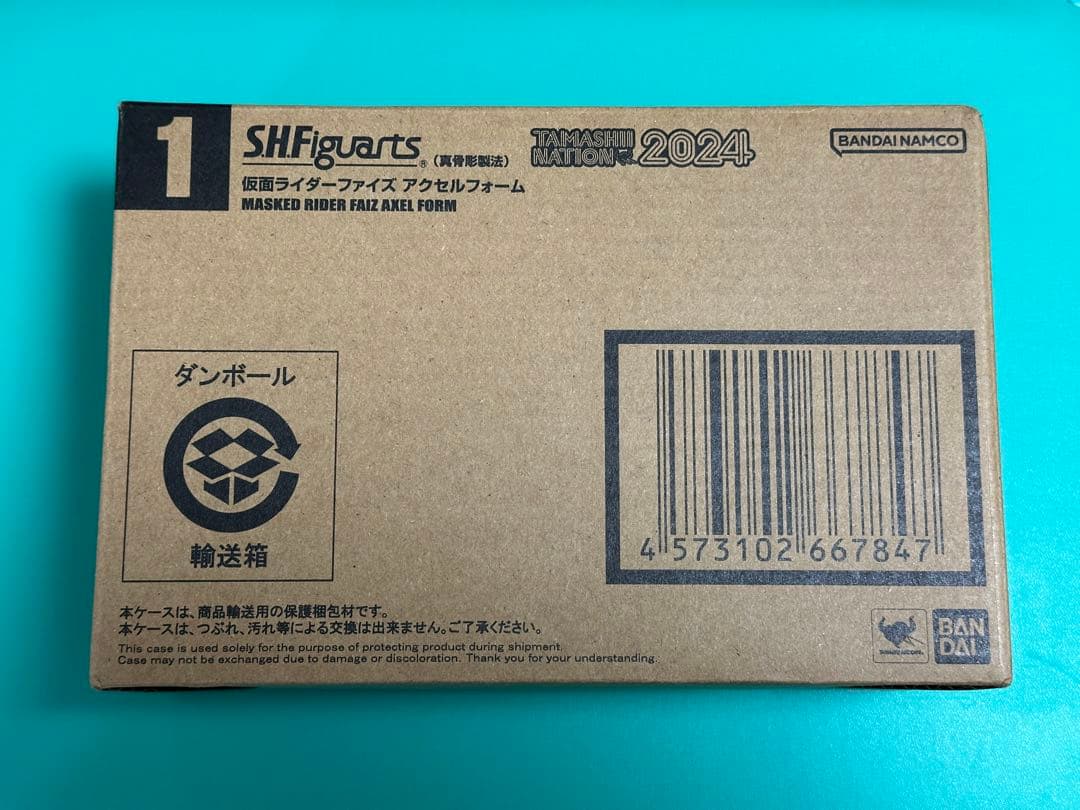 1
S.H.Figuarts® (真骨彫製法)
TAMASHII NATION 2024
BANDAI NAMCO
仮面ライダーファイズ アクセルフォーム
MASKED RIDER FAIZ AXEL FORM
ダンボール
輸送箱
4 573102 667847
本ケースは、商品輸送用の保護梱包材です。
本ケースは、つぶれ、汚れ等による交換は出来ません。ご了承ください。
This case is used solely for the purpose of protecting product during shipment.
Case may not be exchanged due to damage or discoloration. Thank you for your understanding.
BAN
DAI